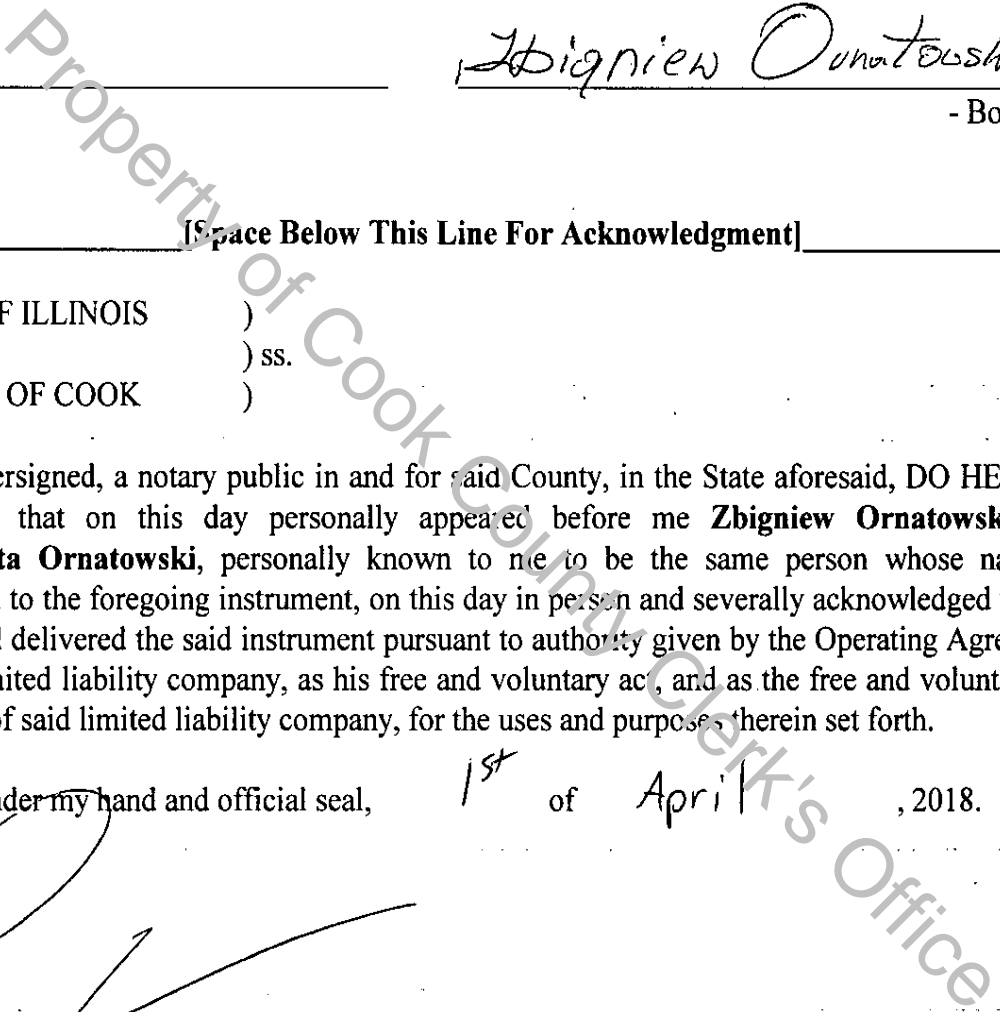 Zbigniew Ornatowsk
- Bo
[Space Below This Line For Acknowledgment]
F ILLINOIS )
) ss.
OF COOK )
ersigned, a notary public in and for said County, in the State aforesaid, DO HE
that on this day personally appeared before me Zbigniew Ornatowsk
ta Ornatowski, personally known to me to be the same person whose na
to the foregoing instrument, on this day in person and severally acknowledged
d delivered the said instrument pursuant to authority given by the Operating Agre
nited liability company, as his free and voluntary act, and as the free and volunt
of said limited liability company, for the uses and purposes therein set forth.
nder my hand and official seal, 1st of April , 2018.
Property of Cook County Clerk's Office